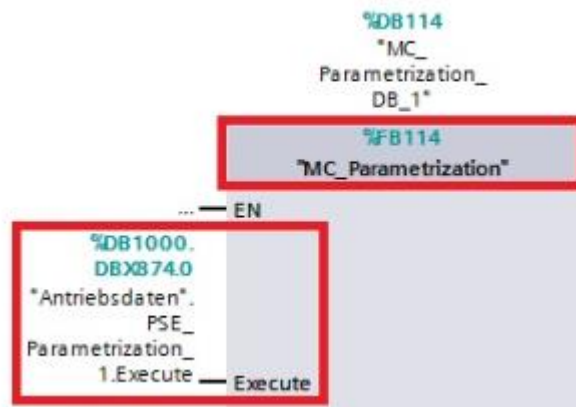 %DB114
"MC_
Parametrization_
DB_1"
%FB114
"MC_Parametrization"
... EN
%DB1000.
DBX874.0
"Antriebsdaten".
PSE_
Parametrization_
1.Execute Execute